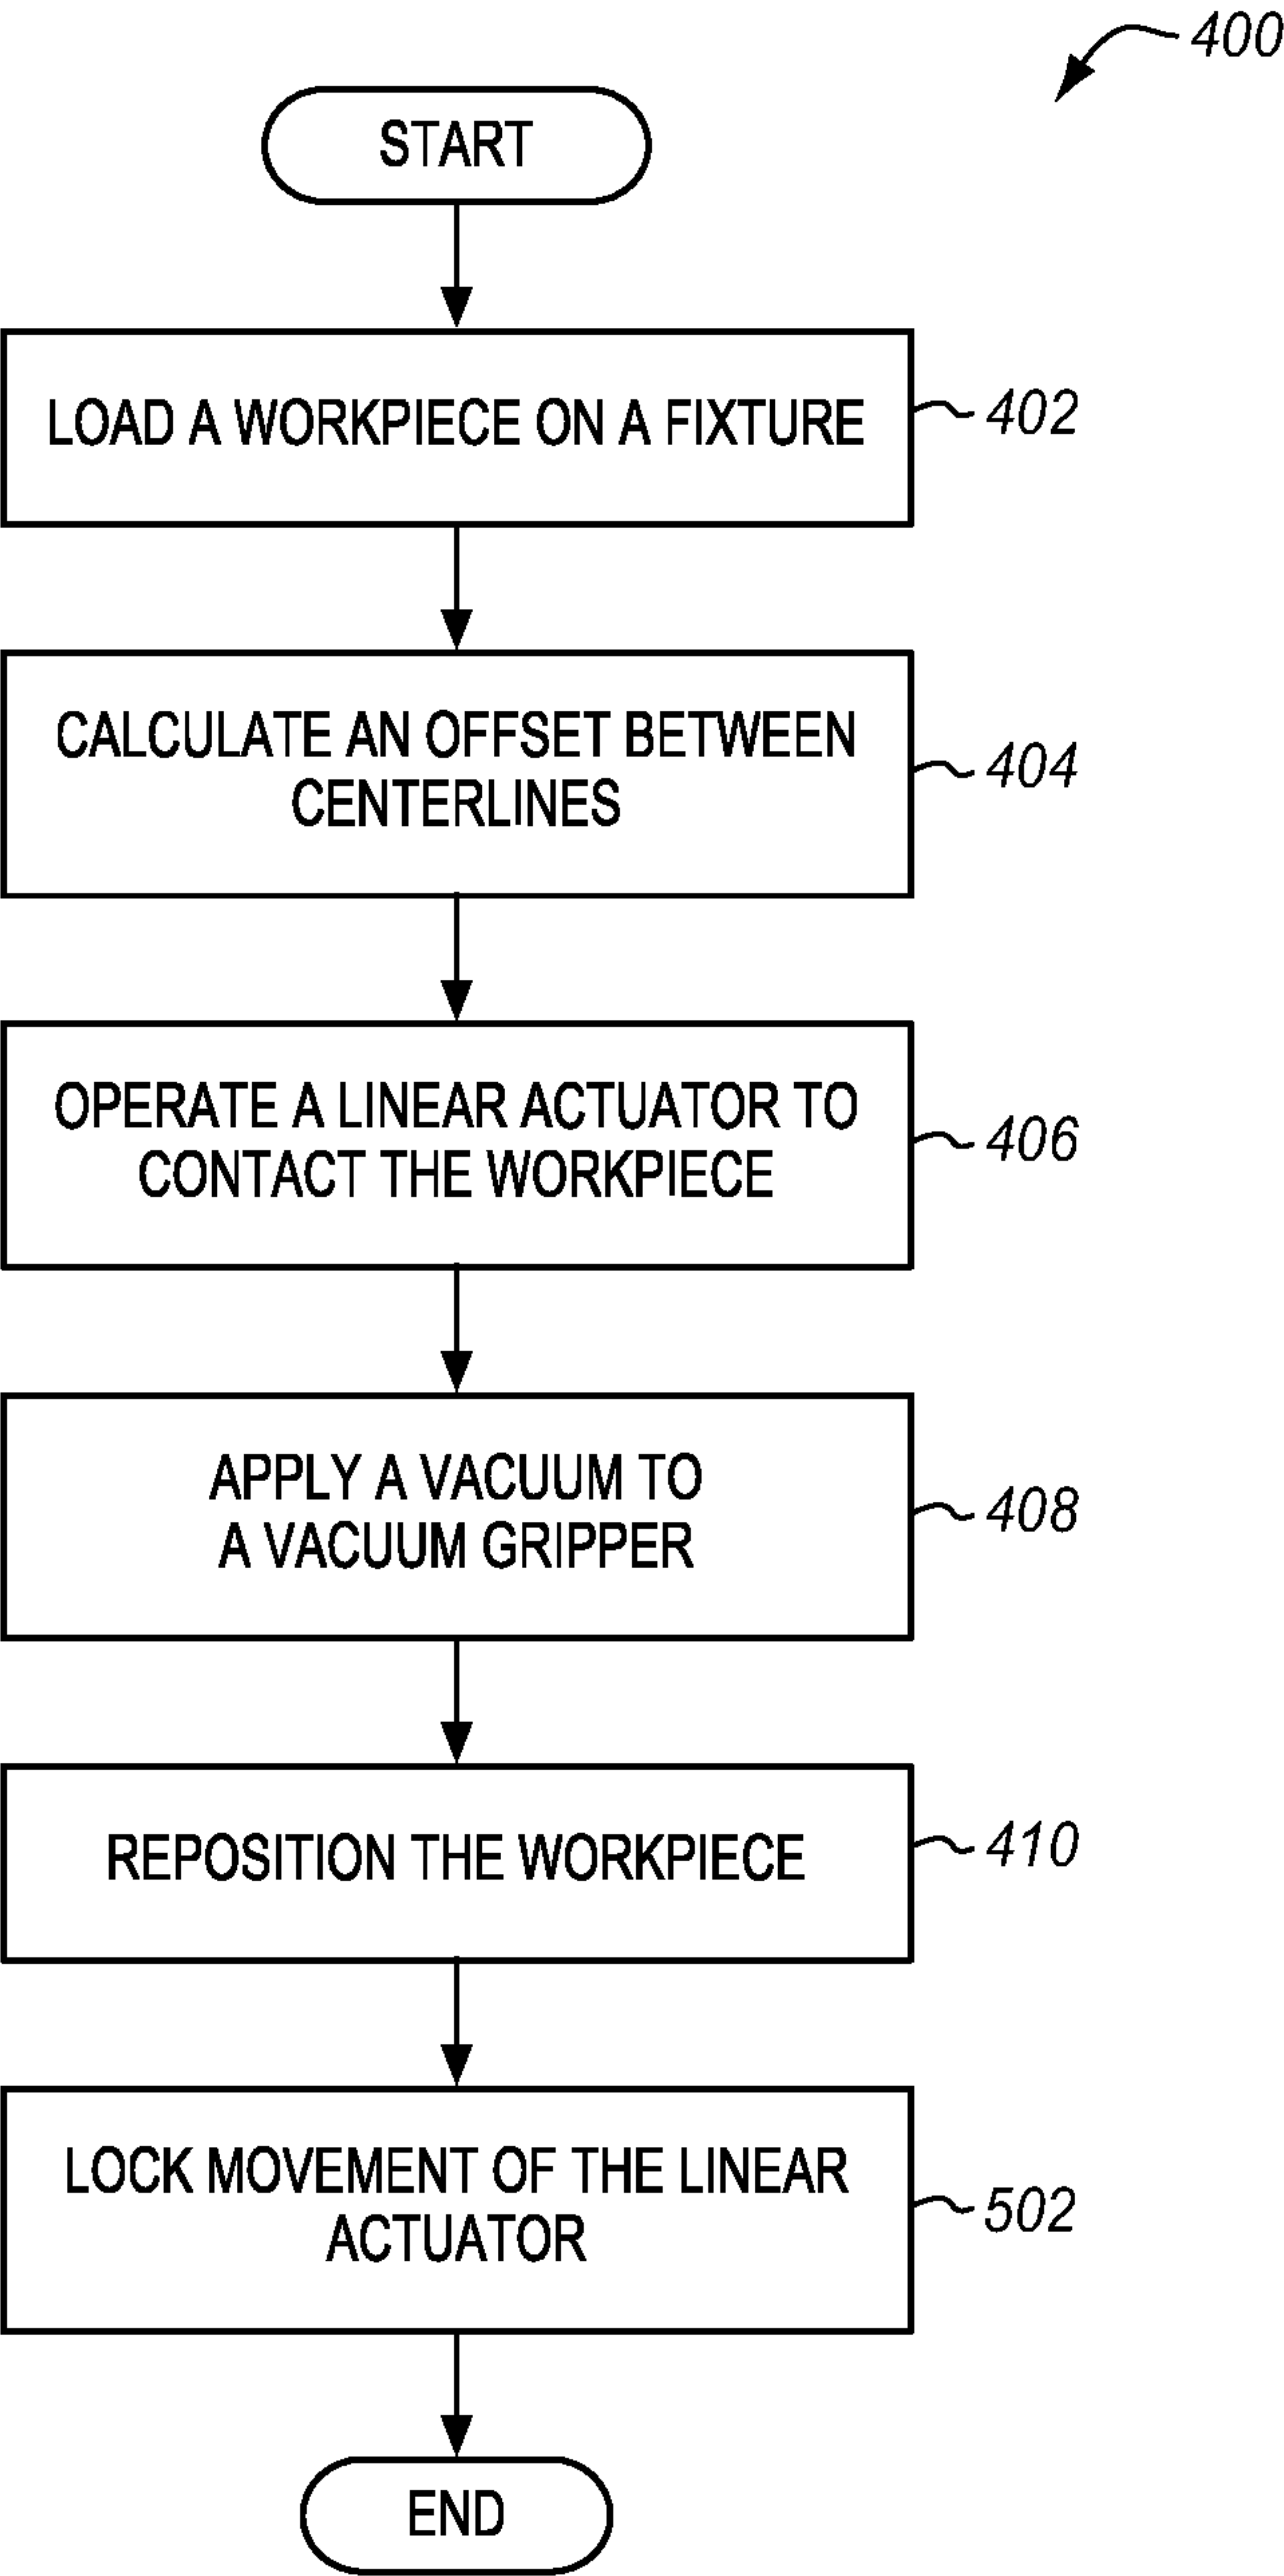 400
START
LOAD A WORKPIECE ON A FIXTURE
402
CALCULATE AN OFFSET BETWEEN
CENTERLINES
404
OPERATE A LINEAR ACTUATOR TO
CONTACT THE WORKPIECE
406
APPLY A VACUUM TO
A VACUUM GRIPPER
408
REPOSITION THE WORKPIECE
410
LOCK MOVEMENT OF THE LINEAR
ACTUATOR
502
END